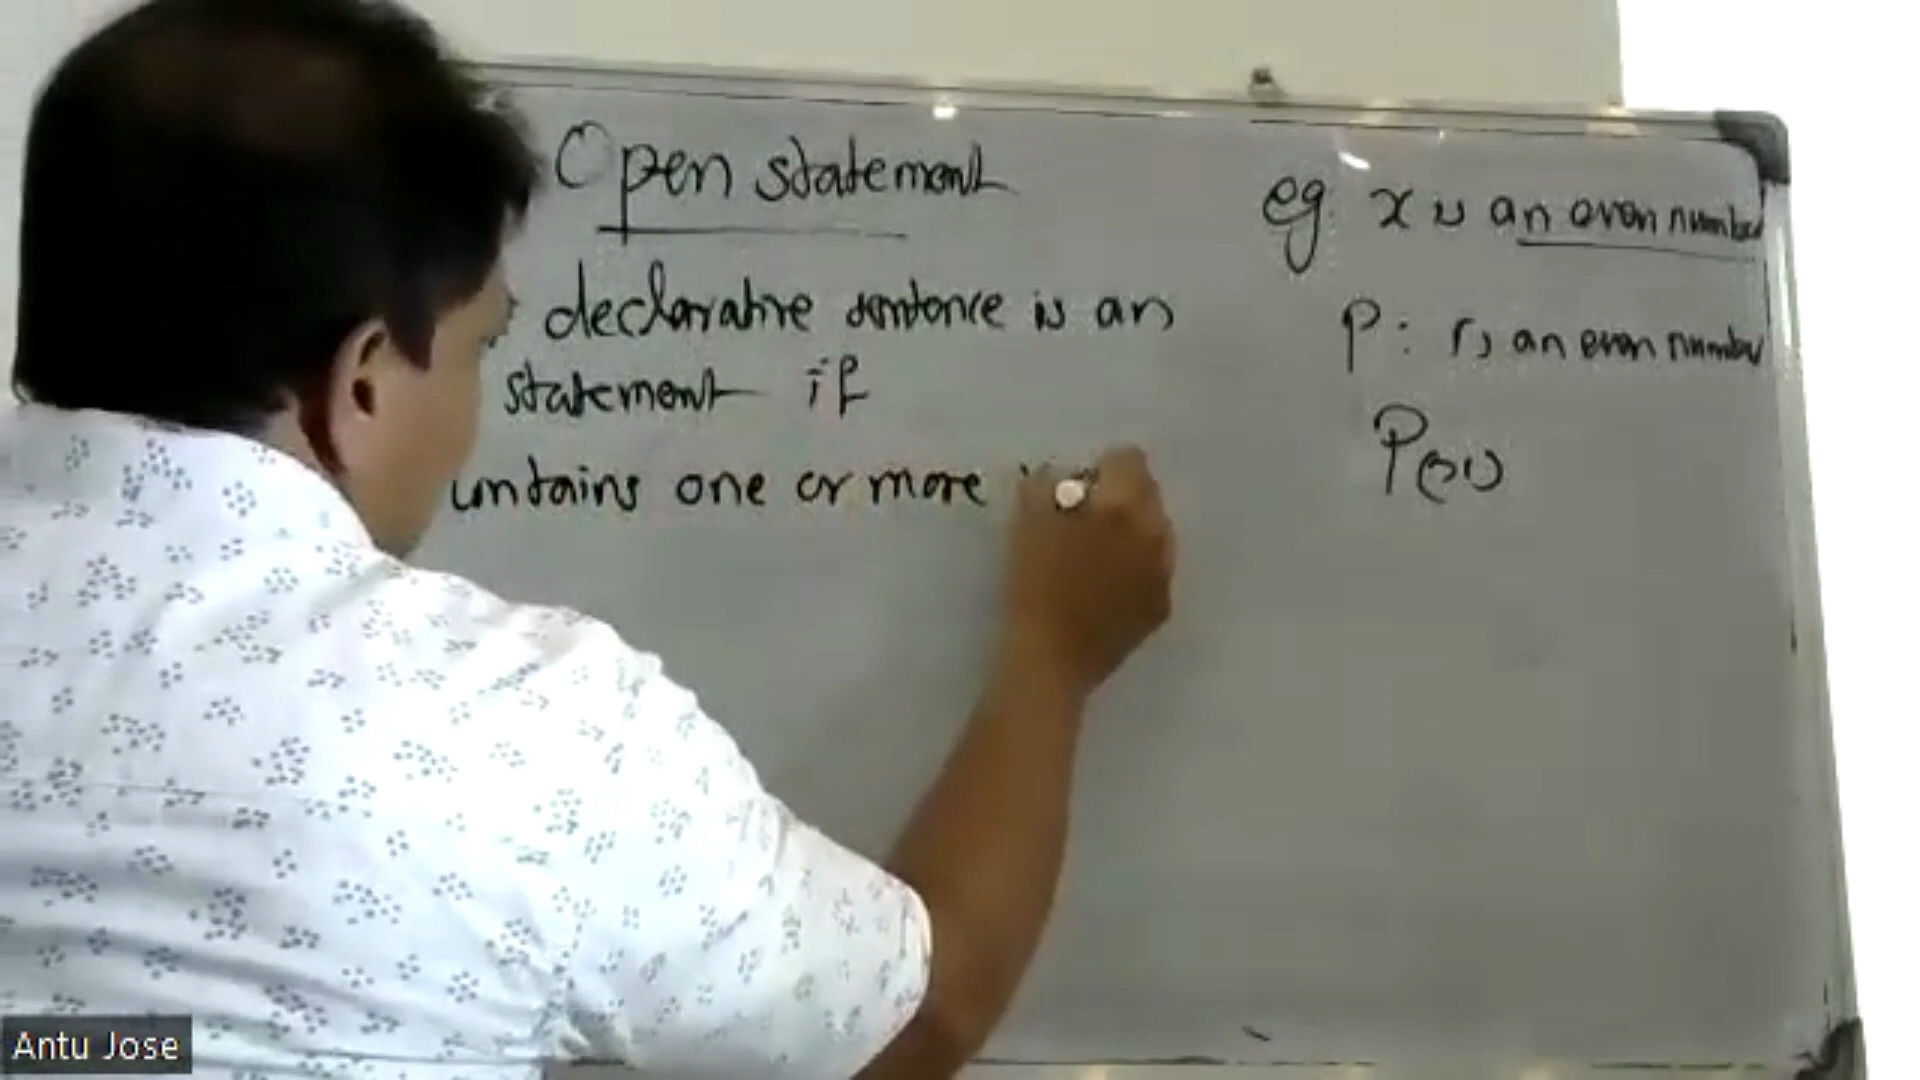 Open statement
declarative sentence is an
statement if
contains one or more
eg: x is an even number
P: is an even number
P(x)
Antu Jose